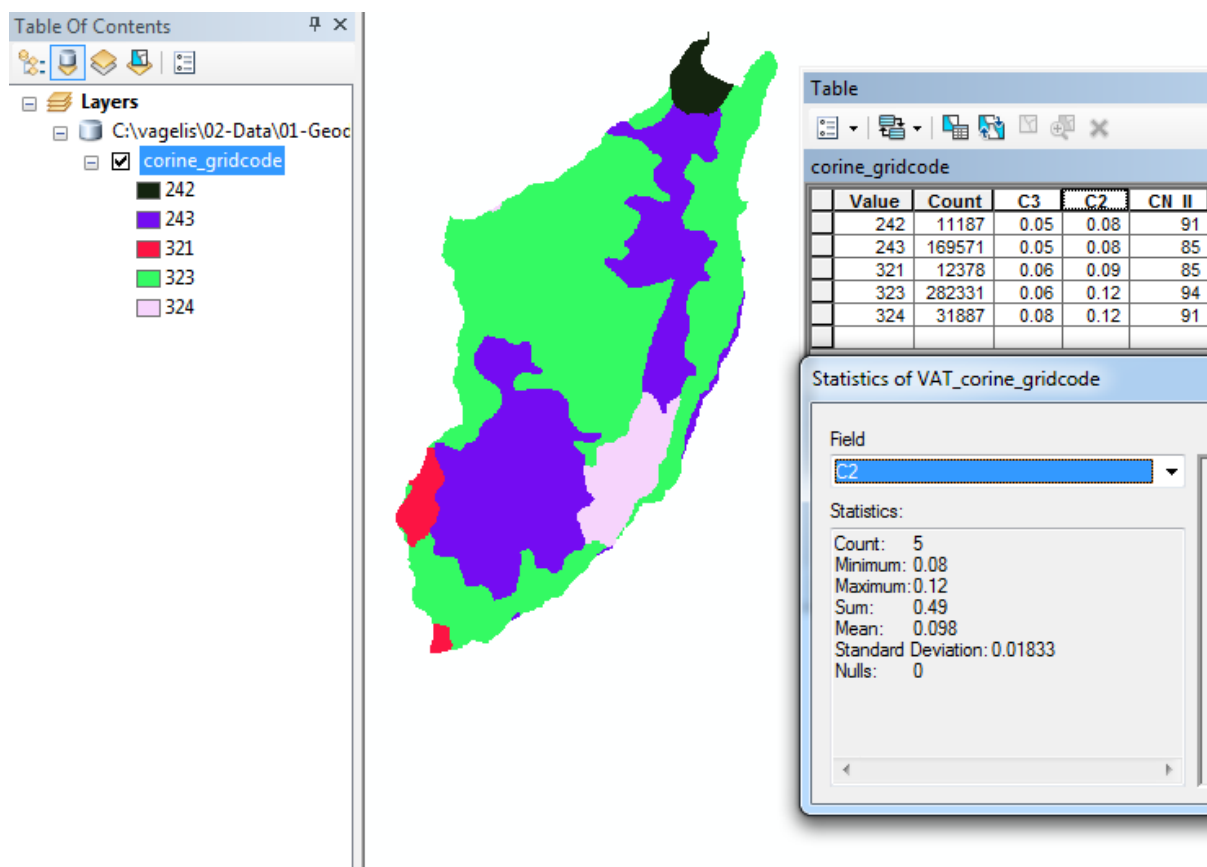 Table Of Contents
Layers
C:\vagelis\02-Data\01-Geoc
corine_gridcode
242
243
321
323
324
Table
corine_gridcode
Value Count C3 C2 CN II
242 11187 0.05 0.08 91
243 169571 0.05 0.08 85
321 12378 0.06 0.09 85
323 282331 0.06 0.12 94
324 31887 0.08 0.12 91
Statistics of VAT_corine_gridcode
Field
C2
Statistics:
Count: 5
Minimum: 0.08
Maximum: 0.12
Sum: 0.49
Mean: 0.098
Standard Deviation: 0.01833
Nulls: 0